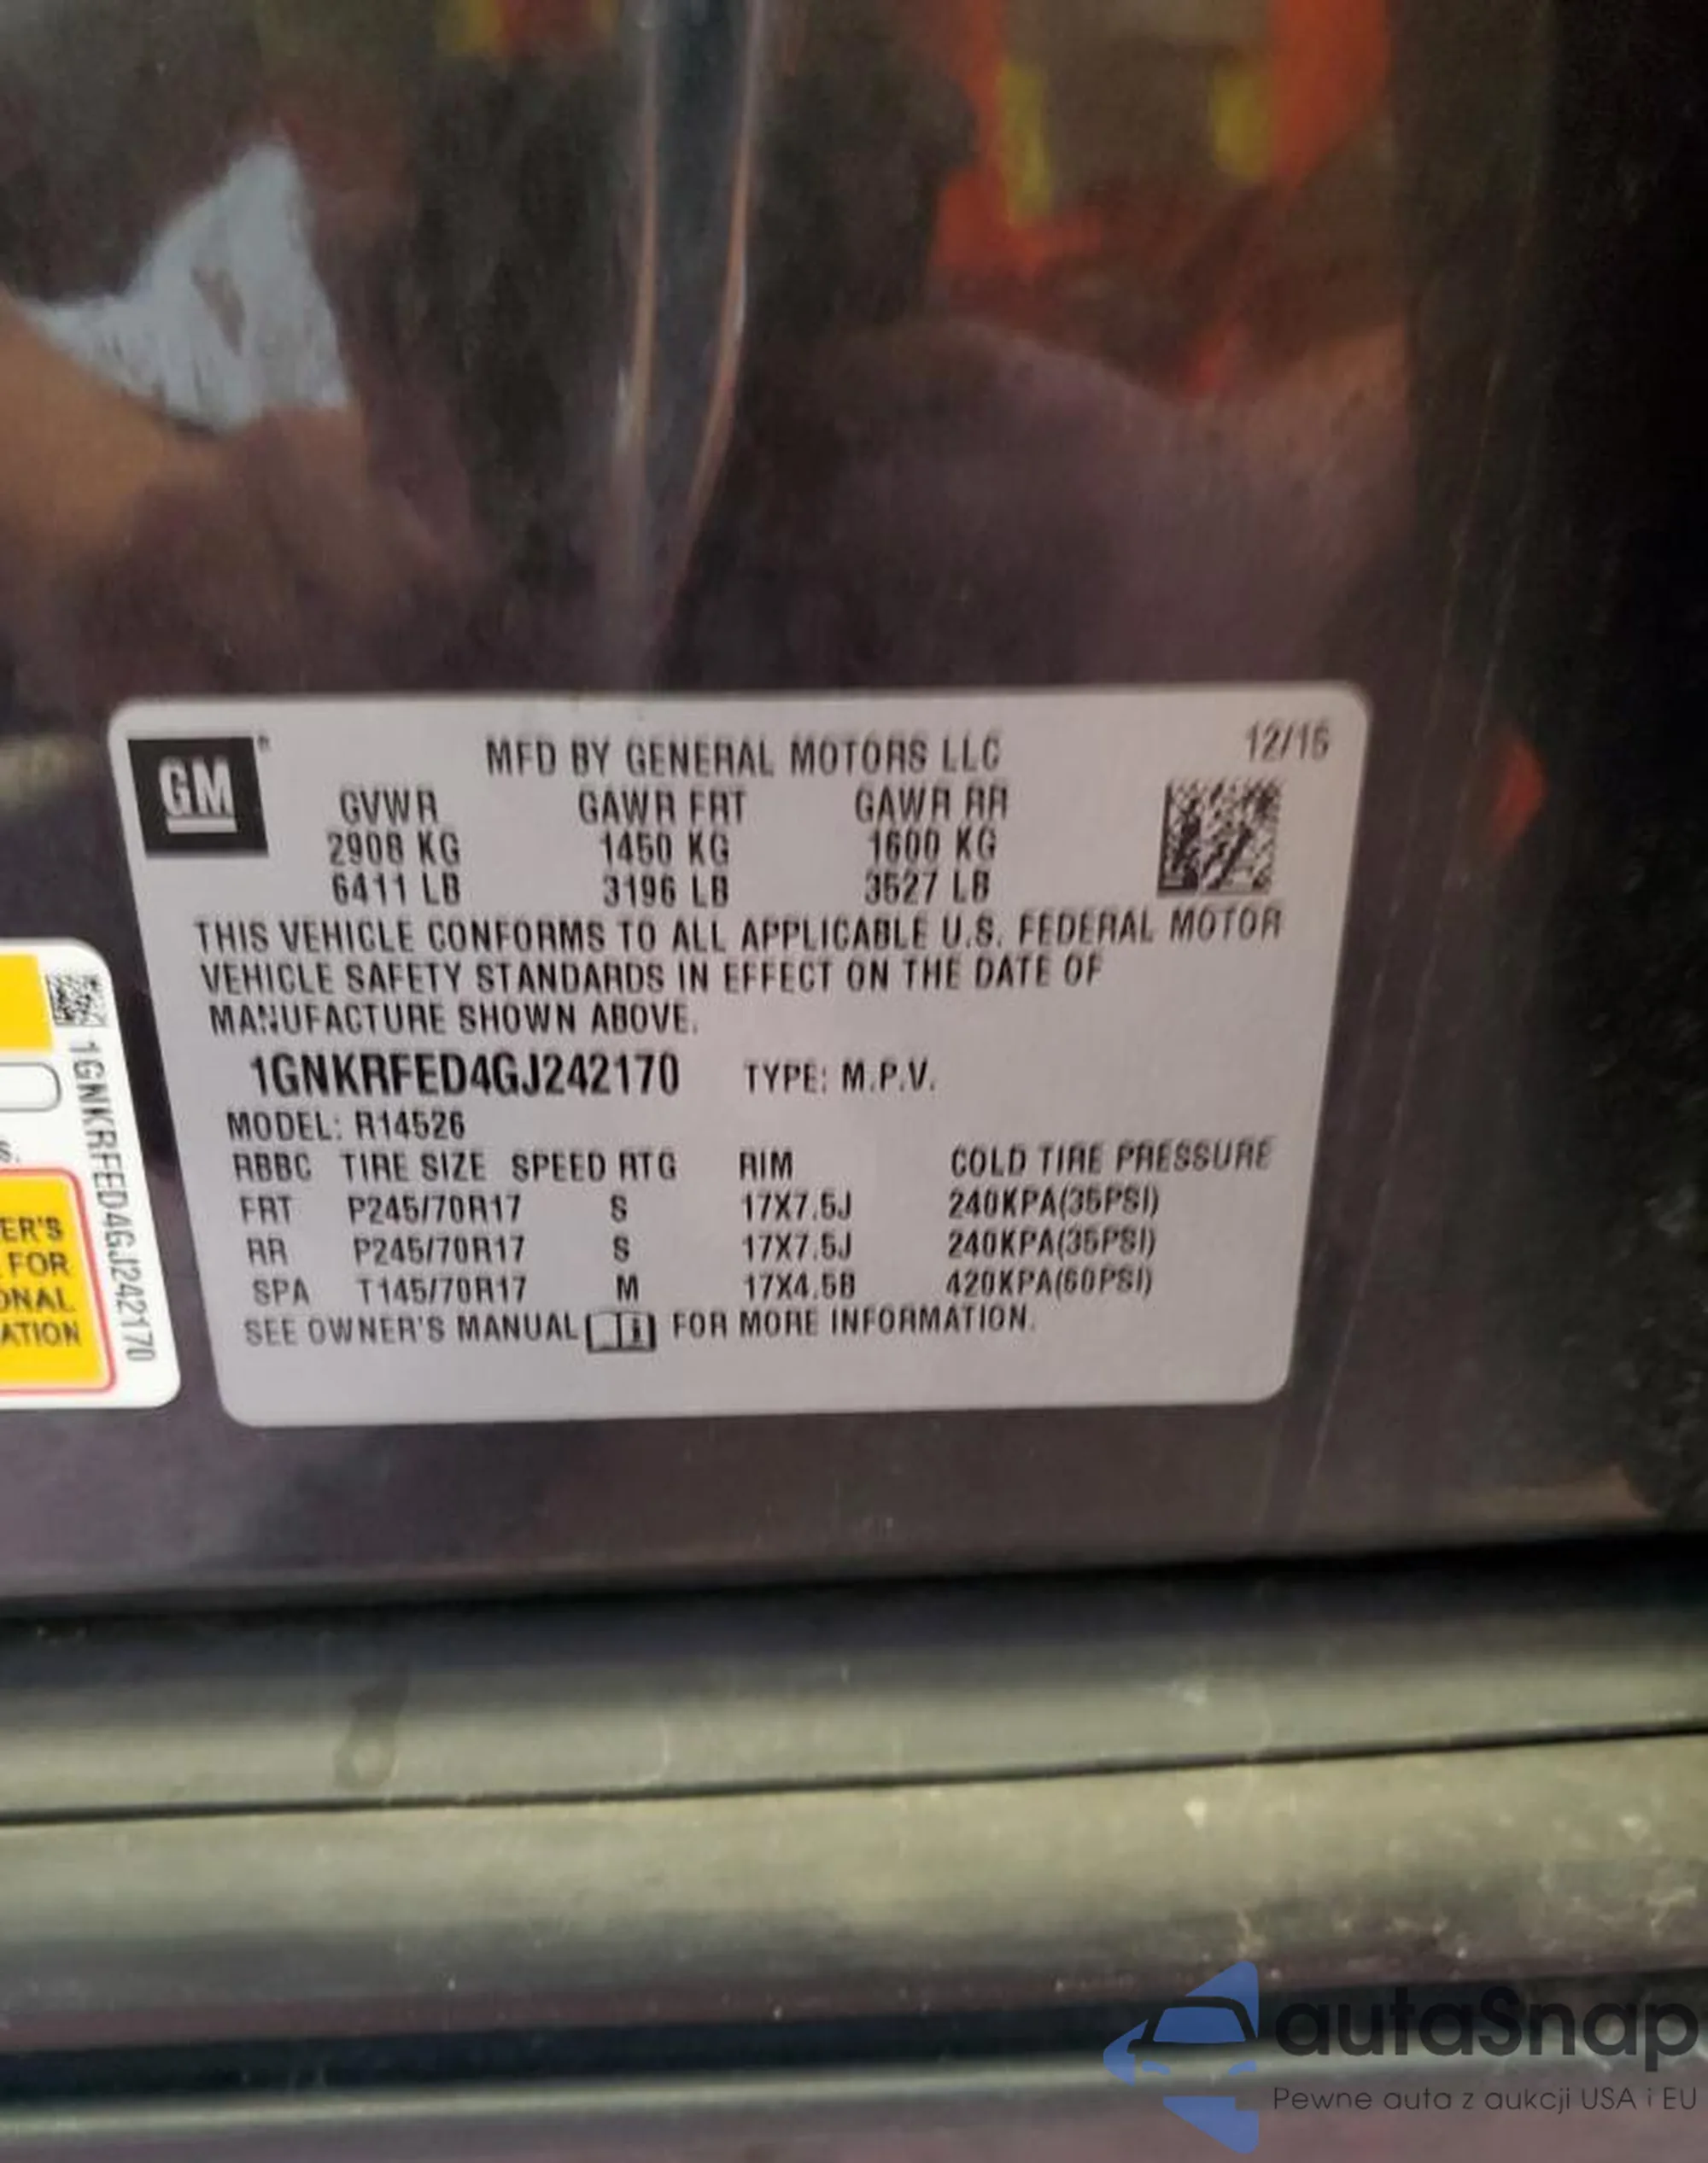 GM
MFD BY GENERAL MOTORS LLC
12/15
GVWR GAWR FRT GAWR RR
2908 KG 1450 KG 1600 KG
6411 LB 3196 LB 3527 LB
THIS VEHICLE CONFORMS TO ALL APPLICABLE U.S. FEDERAL MOTOR
VEHICLE SAFETY STANDARDS IN EFFECT ON THE DATE OF
MANUFACTURE SHOWN ABOVE.
1GNKRFED4GJ242170 TYPE: M.P.V.
MODEL: R14526
RBBC TIRE SIZE SPEED RTG RIM COLD TIRE PRESSURE
FRT P245/70R17 S 17X7.5J 240KPA(35PSI)
RR P245/70R17 S 17X7.5J 240KPA(35PSI)
SPA T145/70R17 M 17X4.5B 420KPA(60PSI)
SEE OWNER'S MANUAL FOR MORE INFORMATION.
1GNKRFED4GJ242170
S.
ER'S
FOR
ONAL
ATION
autaSnap
Pewne auta z aukcji USA i EU